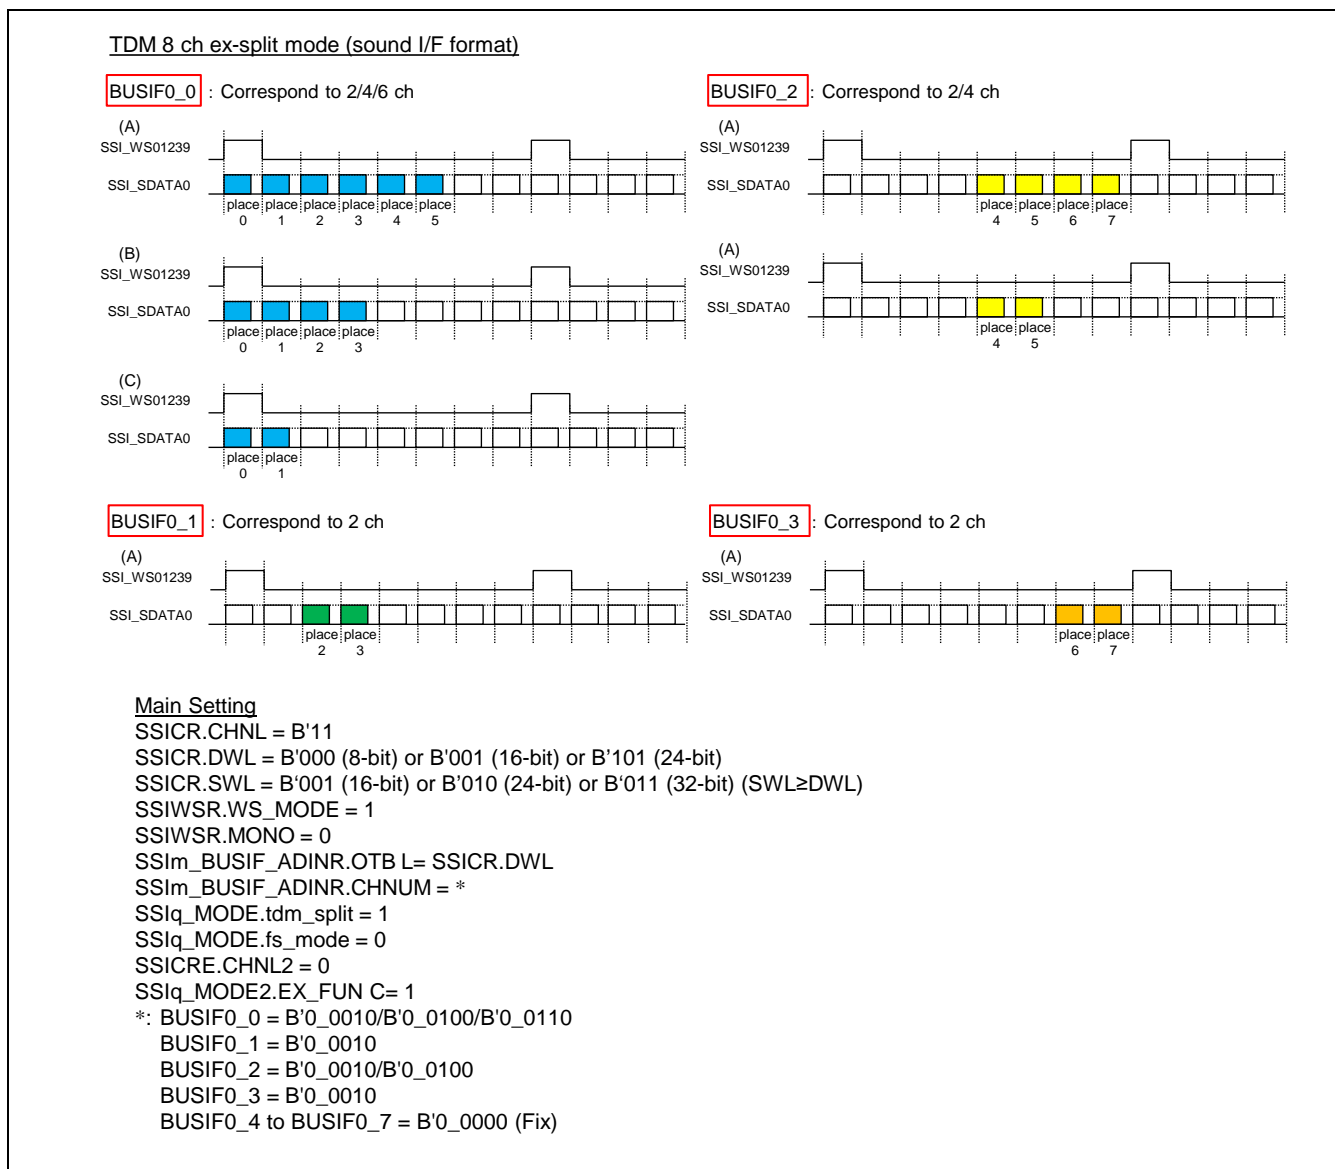 TDM 8 ch ex-split mode (sound I/F format)
BUSIF0_0 : Correspond to 2/4/6 ch
(A)
SSI_WS01239
SSI_SDATA0
place place place place place place
0 1 2 3 4 5
(B)
SSI_WS01239
SSI_SDATA0
place place place place
0 1 2 3
(C)
SSI_WS01239
SSI_SDATA0
place place
0 1
BUSIF0_2 : Correspond to 2/4 ch
(A)
SSI_WS01239
SSI_SDATA0
place place place place
4 5 6 7
(A)
SSI_WS01239
SSI_SDATA0
place place
4 5
BUSIF0_1 : Correspond to 2 ch
(A)
SSI_WS01239
SSI_SDATA0
place place
2 3
BUSIF0_3 : Correspond to 2 ch
(A)
SSI_WS01239
SSI_SDATA0
place place
6 7
Main Setting
SSICR.CHNL = B'11
SSICR.DWL = B'000 (8-bit) or B'001 (16-bit) or B’101 (24-bit)
SSICR.SWL = B‘001 (16-bit) or B’010 (24-bit) or B‘011 (32-bit) (SWL≥DWL)
SSIWSR.WS_MODE = 1
SSIWSR.MONO = 0
SSIm_BUSIF_ADINR.OTB L= SSICR.DWL
SSIm_BUSIF_ADINR.CHNUM = *
SSIq_MODE.tdm_split = 1
SSIq_MODE.fs_mode = 0
SSICRE.CHNL2 = 0
SSIq_MODE2.EX_FUN C= 1
*: BUSIF0_0 = B’0_0010/B'0_0100/B'0_0110
BUSIF0_1 = B'0_0010
BUSIF0_2 = B'0_0010/B'0_0100
BUSIF0_3 = B'0_0010
BUSIF0_4 to BUSIF0_7 = B'0_0000 (Fix)